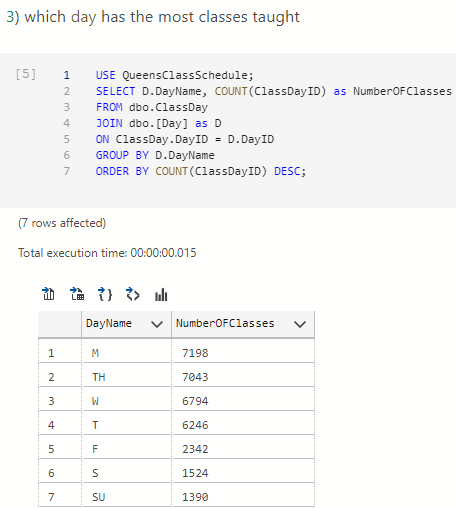 3) which day has the most classes taught
[5]
1 USE QueensClassSchedule;
2 SELECT D.DayName, COUNT(ClassDayID) as NumberOFClasses
3 FROM dbo.ClassDay
4 JOIN dbo.[Day] as D
5 ON ClassDay.DayID = D.DayID
6 GROUP BY D.DayName
7 ORDER BY COUNT(ClassDayID) DESC;
(7 rows affected)
Total execution time: 00:00:00.015
DayName NumberOFClasses
1 M 7198
2 TH 7043
3 W 6794
4 T 6246
5 F 2342
6 S 1524
7 SU 1390